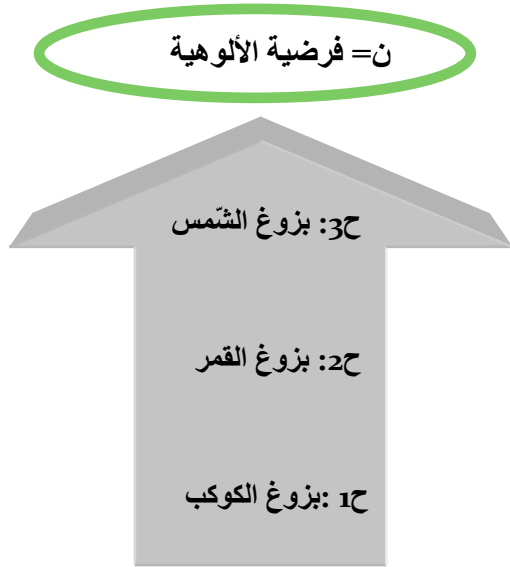 ن= فرضية الألوهية
ح3: بزوغ الشّمس
ح2: بزوغ القمر
ح1 :بزوغ الكوكب